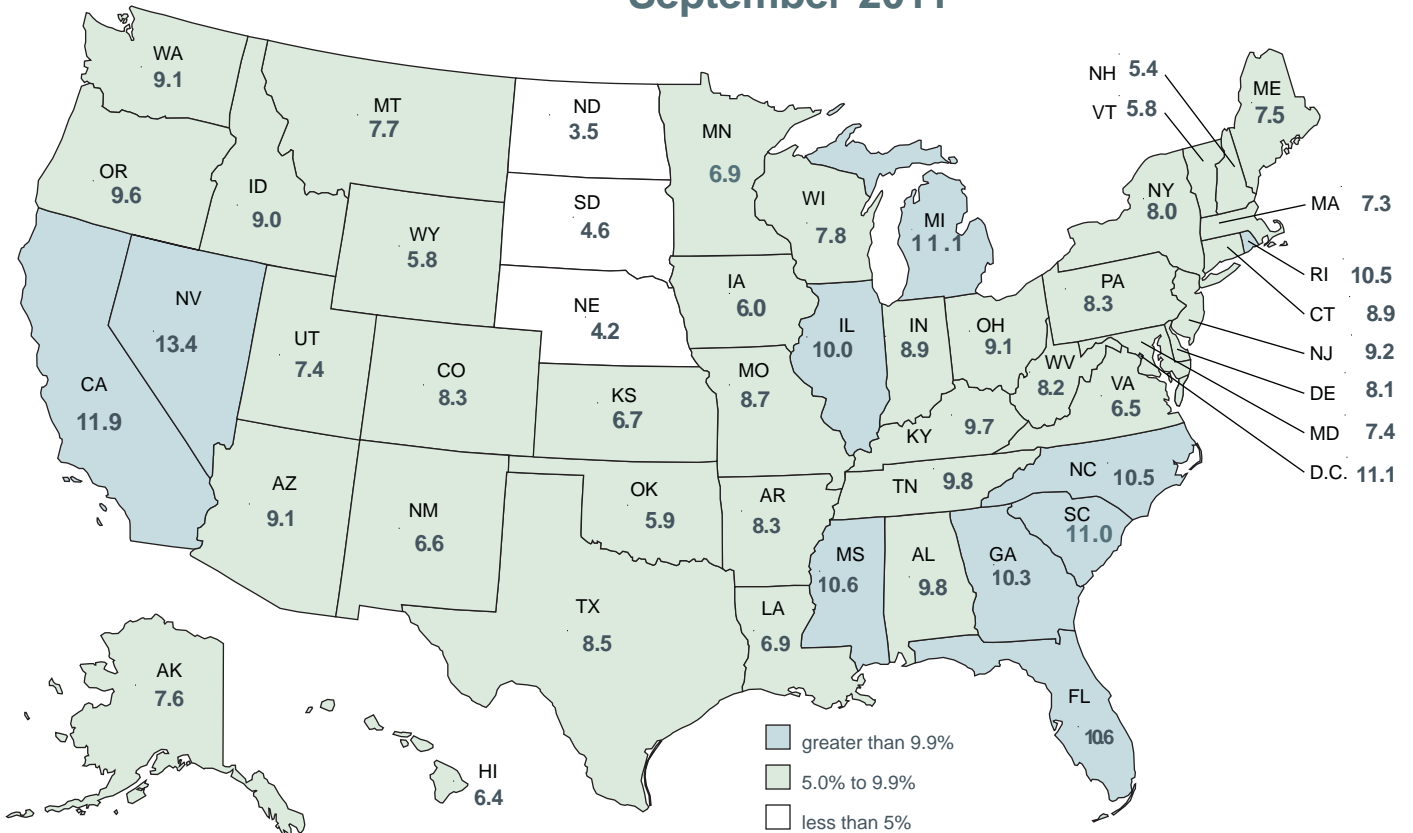 September 2011
WA
9.1
MT
7.7
ND
3.5
MN
6.9
NH 5.4
VT 5.8
ME
7.5
OR
9.6
ID
9.0
WY
5.8
SD
4.6
WI
7.8
MI
11.1
NY
8.0
MA 7.3
RI 10.5
CT 8.9
NJ 9.2
DE 8.1
MD 7.4
D.C. 11.1
NV
13.4
UT
7.4
CA
11.9
CO
8.3
NE
4.2
IA
6.0
IL
10.0
IN
8.9
OH
9.1
PA
8.3
WV
8.2
VA
6.5
KS
6.7
MO
8.7
KY 9.7
AZ
9.1
NM
6.6
OK
5.9
AR
8.3
TN 9.8
NC 10.5
SC
11.0
MS
10.6
AL
9.8
GA
10.3
TX
8.5
LA
6.9
FL
10.6
AK
7.6
HI
6.4
greater than 9.9%
5.0% to 9.9%
less than 5%